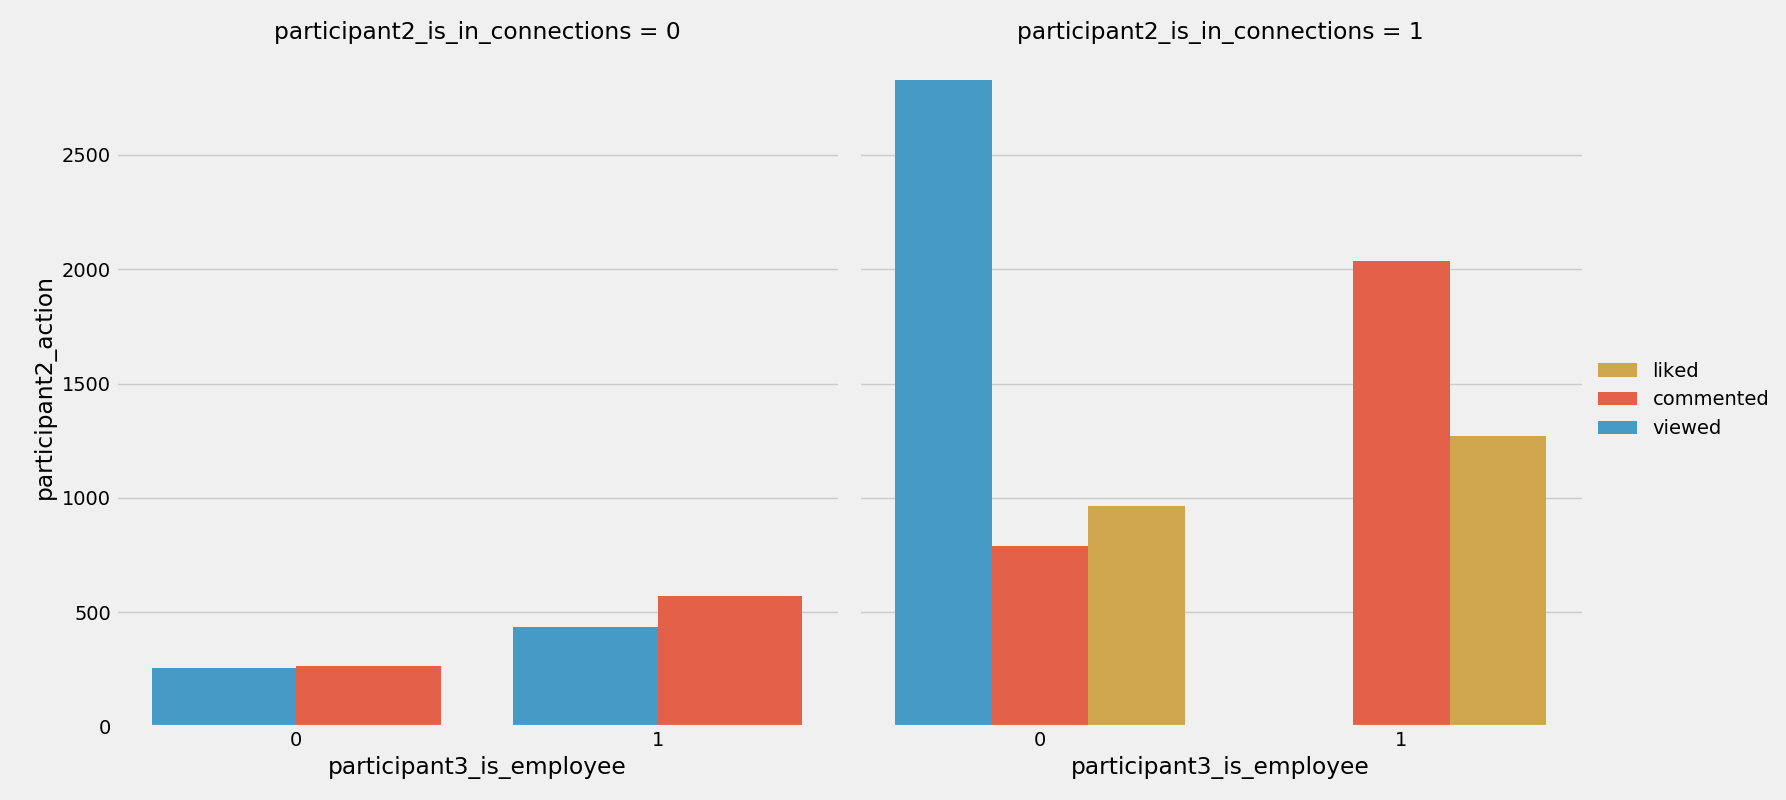 participant2_is_in_connections = 0
participant2_is_in_connections = 1
participant2_action
2500
2000
1500
1000
500
0
0 1
participant3_is_employee
0 1
participant3_is_employee
liked
commented
viewed